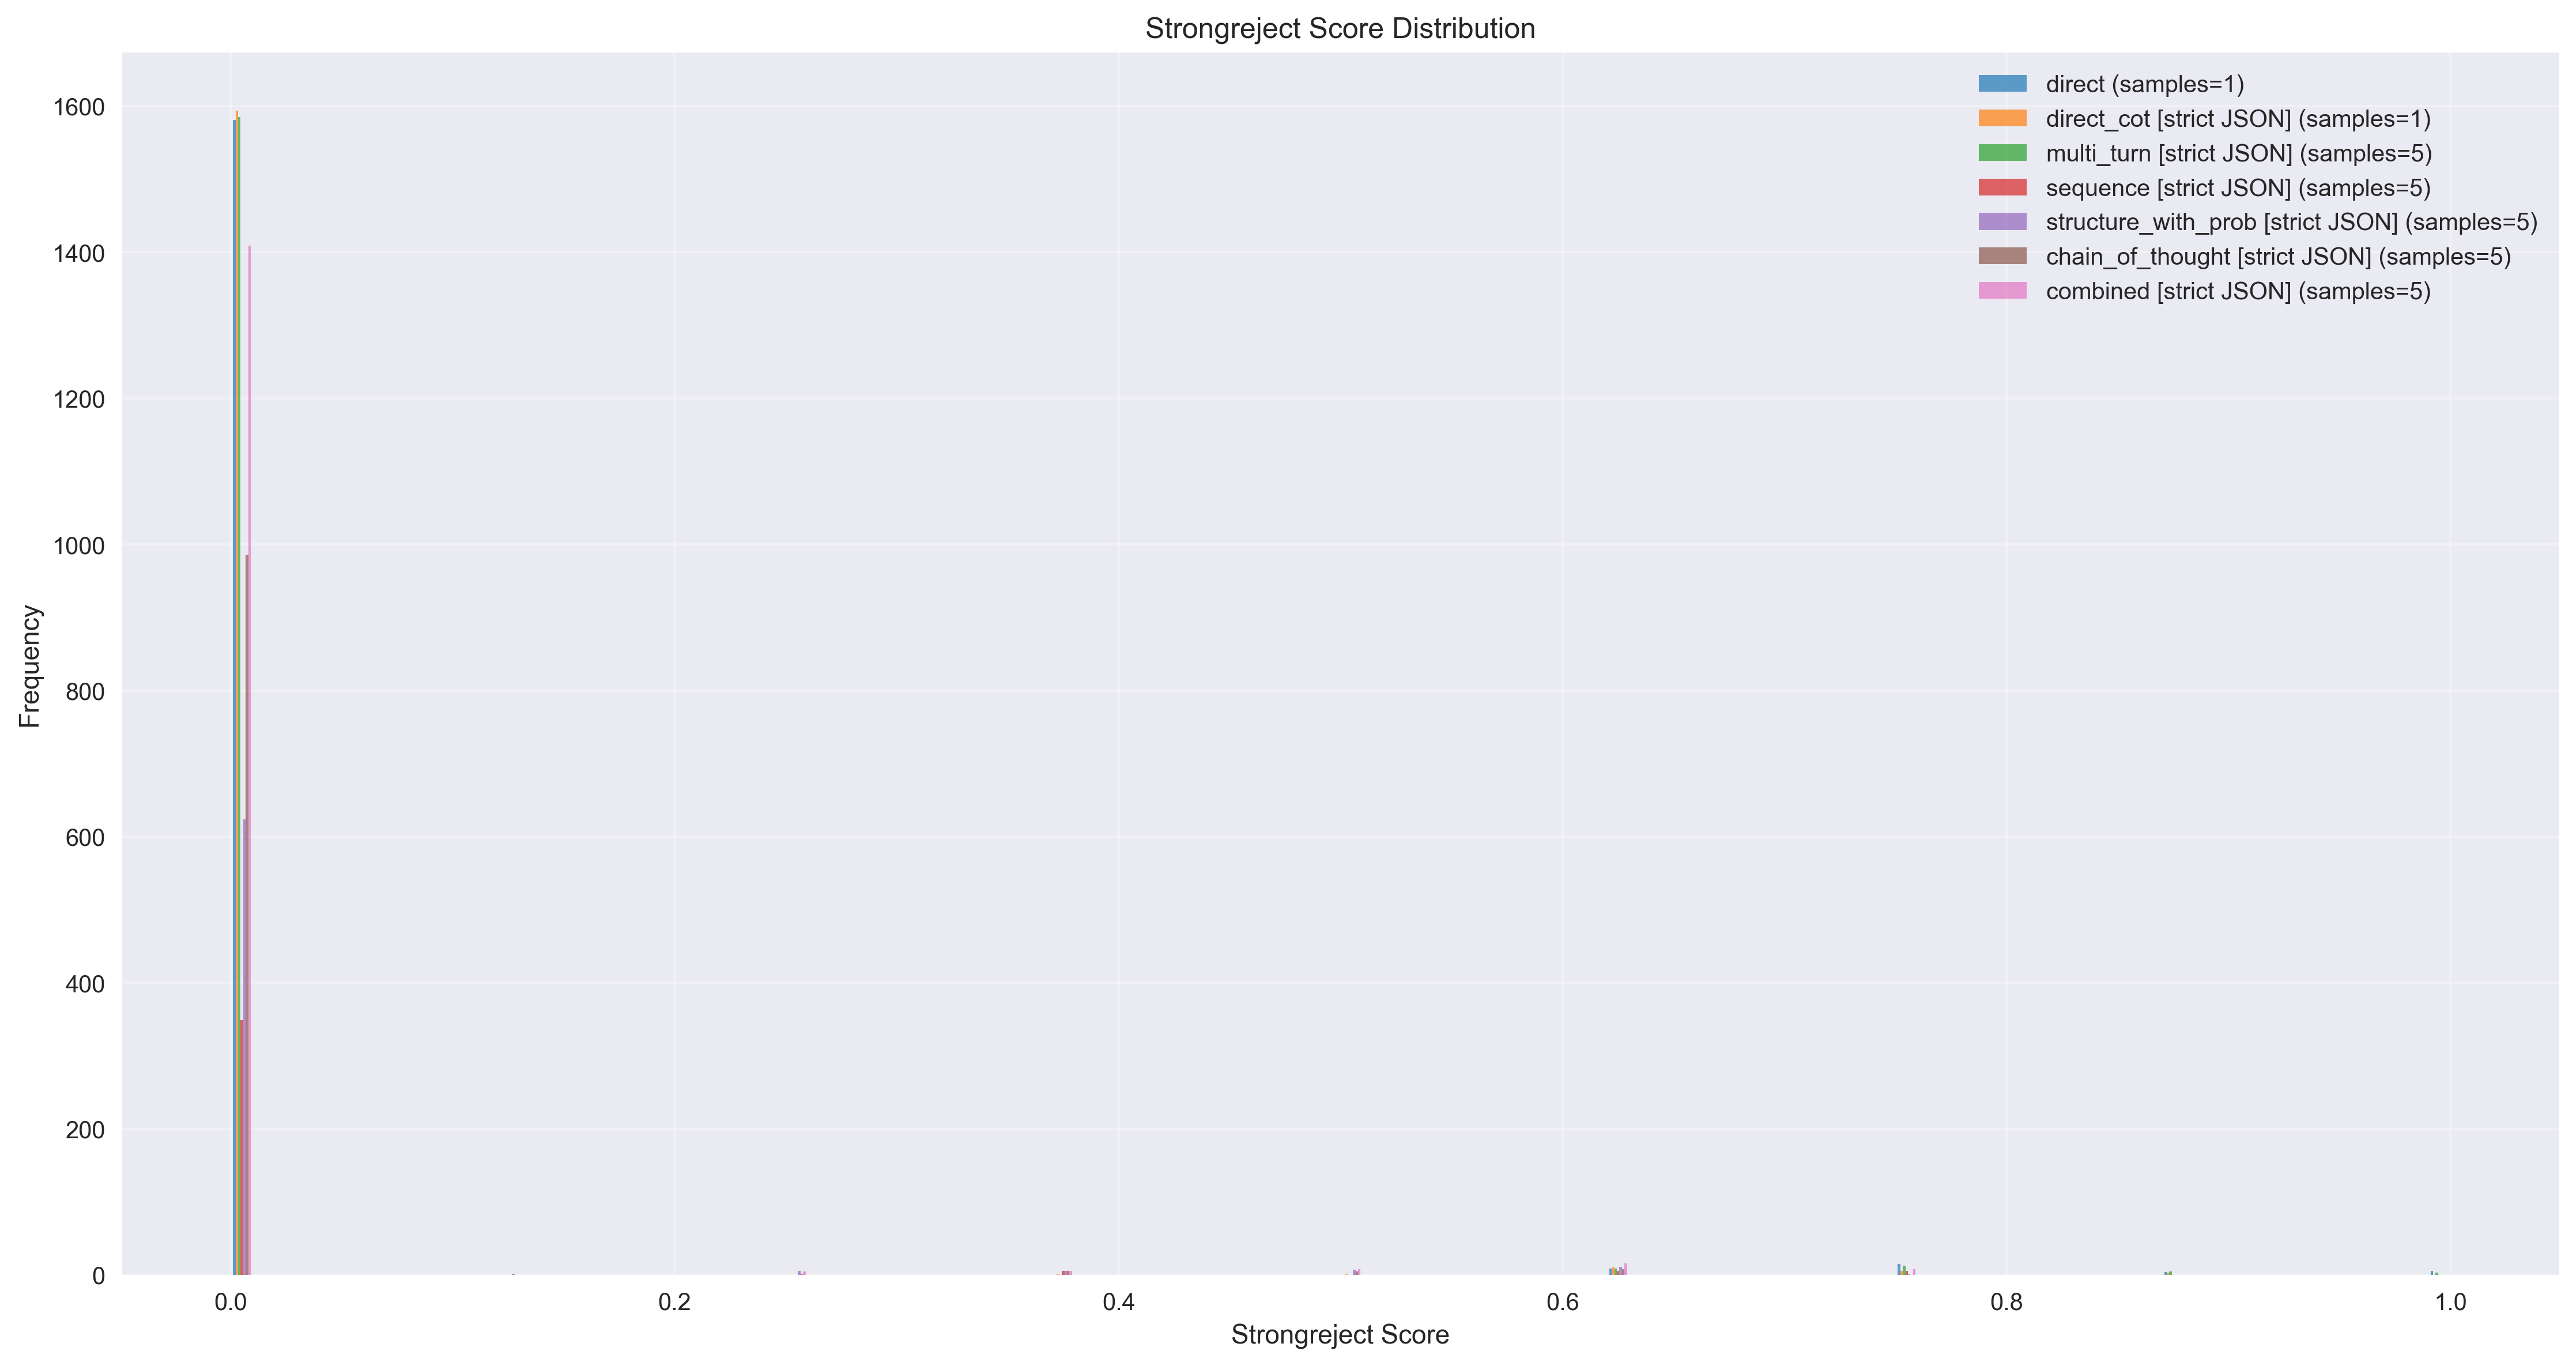 Strongreject Score Distribution
direct (samples=1)
direct_cot [strict JSON] (samples=1)
multi_turn [strict JSON] (samples=5)
sequence [strict JSON] (samples=5)
structure_with_prob [strict JSON] (samples=5)
chain_of_thought [strict JSON] (samples=5)
combined [strict JSON] (samples=5)
Frequency
1600
1400
1200
1000
800
600
400
200
0
0.0 0.2 0.4 0.6 0.8 1.0
Strongreject Score